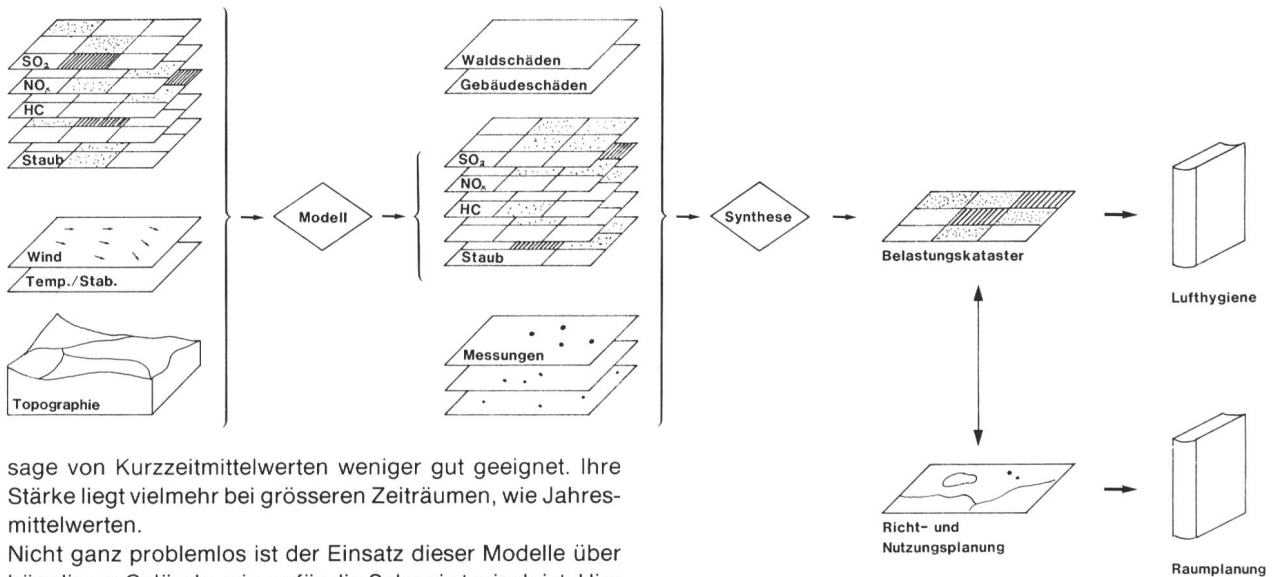 SO₂
NOₓ
HC
Staub
Wind
Temp./Stab.
Topographie
Modell
Waldschäden
Gebäudeschäden
SO₂
NOₓ
HC
Staub
Messungen
Synthese
Belastungskataster
Lufthygiene
Richt- und
Nutzungsplanung
Raumplanung
sage von Kurzzeitmittelwerten weniger gut geeignet. Ihre
Stärke liegt vielmehr bei grösseren Zeiträumen, wie Jahres-
mittelwerten.
Nicht ganz problemlos ist der Einsatz dieser Modelle über